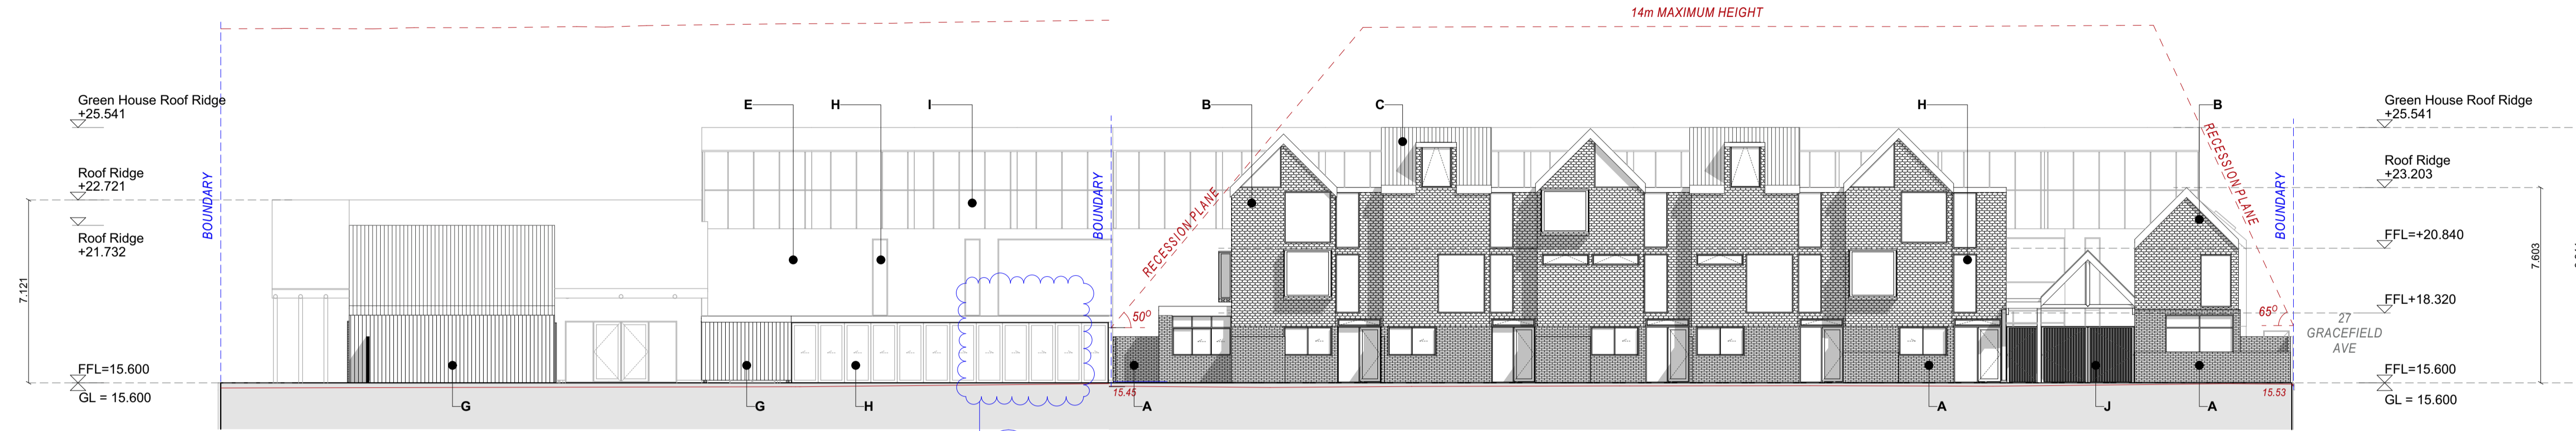 14m MAXIMUM HEIGHT
Green House Roof Ridge
+25.541
Roof Ridge
+22.721
Roof Ridge
+21.732
7.121
FFL=15.600
GL = 15.600
BOUNDARY
E
H
I
BOUNDARY
B
C
H
B
RECESSION PLANE
50°
RECESSION PLANE
65°
BOUNDARY
27
GRACEFIELD
AVE
G
G
H
15.45
A
A
J
A
15.53
Green House Roof Ridge
+25.541
Roof Ridge
+23.203
FFL=+20.840
FFL+18.320
FFL=15.600
GL = 15.600
7.603